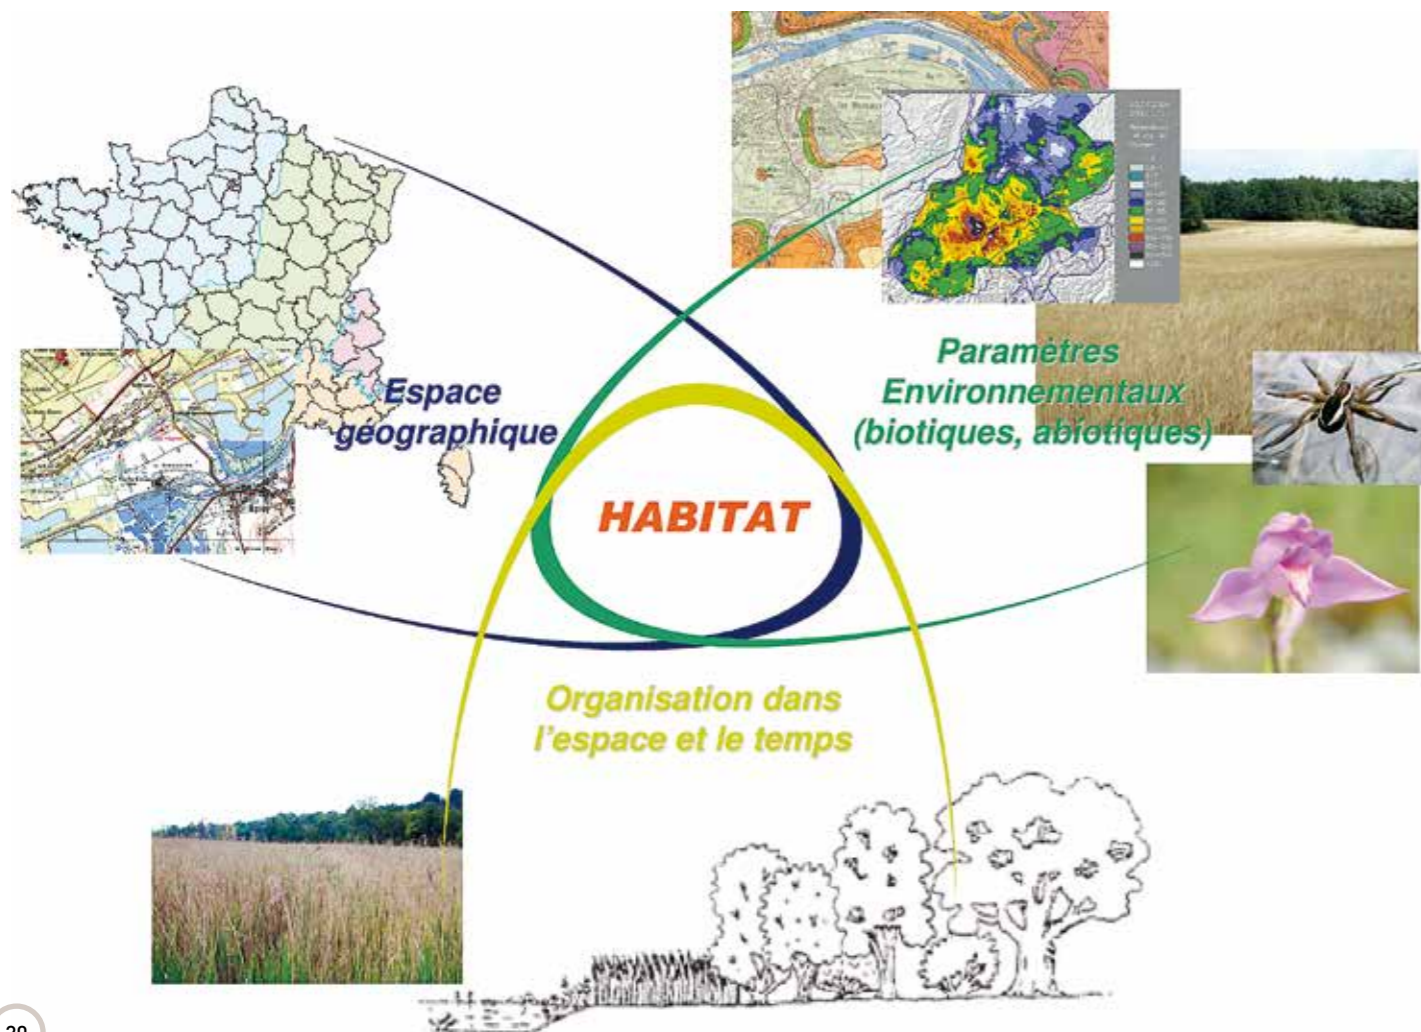 Espace
géographique
Paramètres
Environnementaux
(biotiques, abiotiques)
HABITAT
Organisation dans
l'espace et le temps